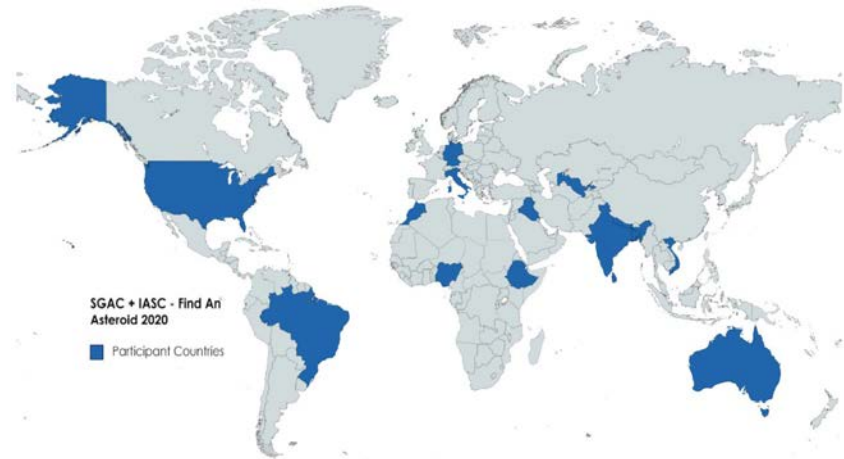 SGAC + IASC - Find An
Asteroid 2020
Participant Countries